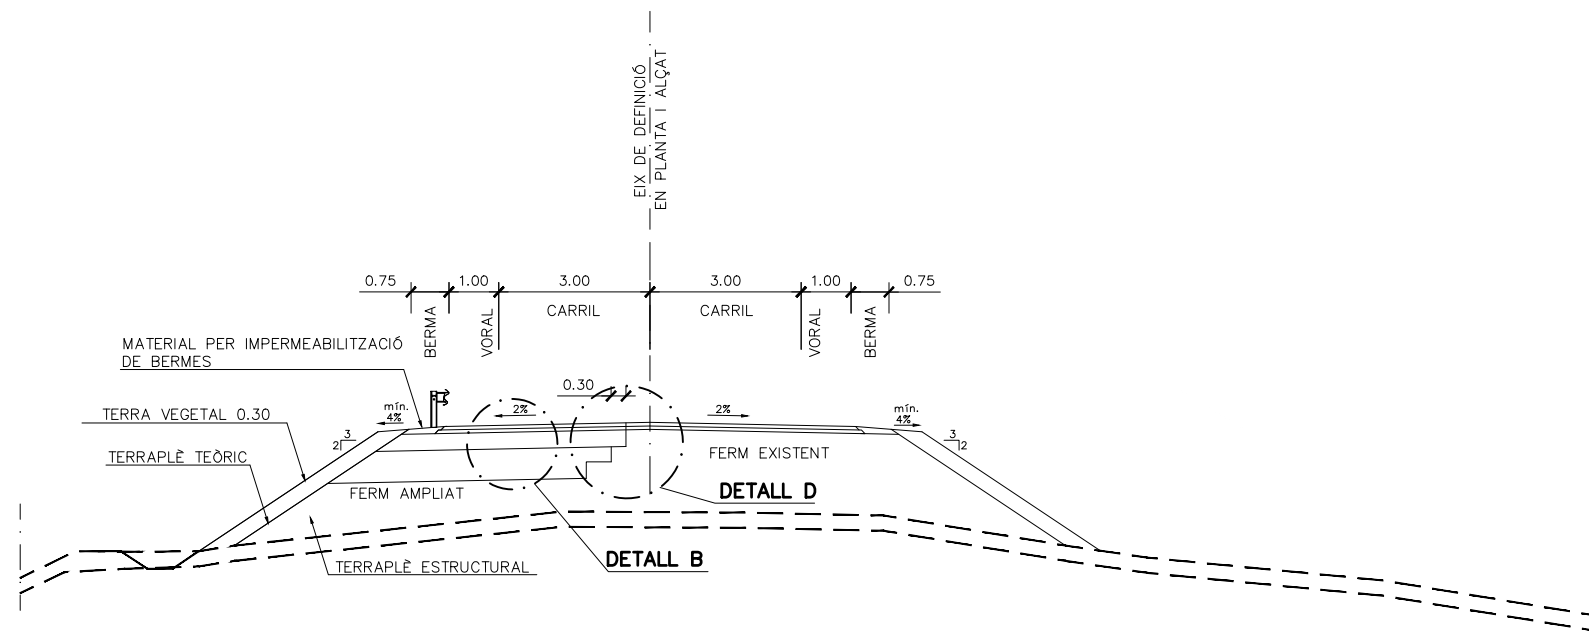 EIX DE DEFINICIÓ
EN PLANTA I ALÇAT
0.75
1.00
3.00
3.00
1.00
0.75
BERMA
VORAL
CARRIL
CARRIL
VORAL
BERMA
MATERIAL PER IMPERMEABILITZACIÓ
DE BERMES
0.30
TERRA VEGETAL 0.30
mín.
4%
2%
2%
mín.
4%
3
2
3
2
TERRAPLÈ TEÒRIC
FERM EXISTENT
FERM AMPLIAT
DETALL D
DETALL B
TERRAPLÈ ESTRUCTURAL